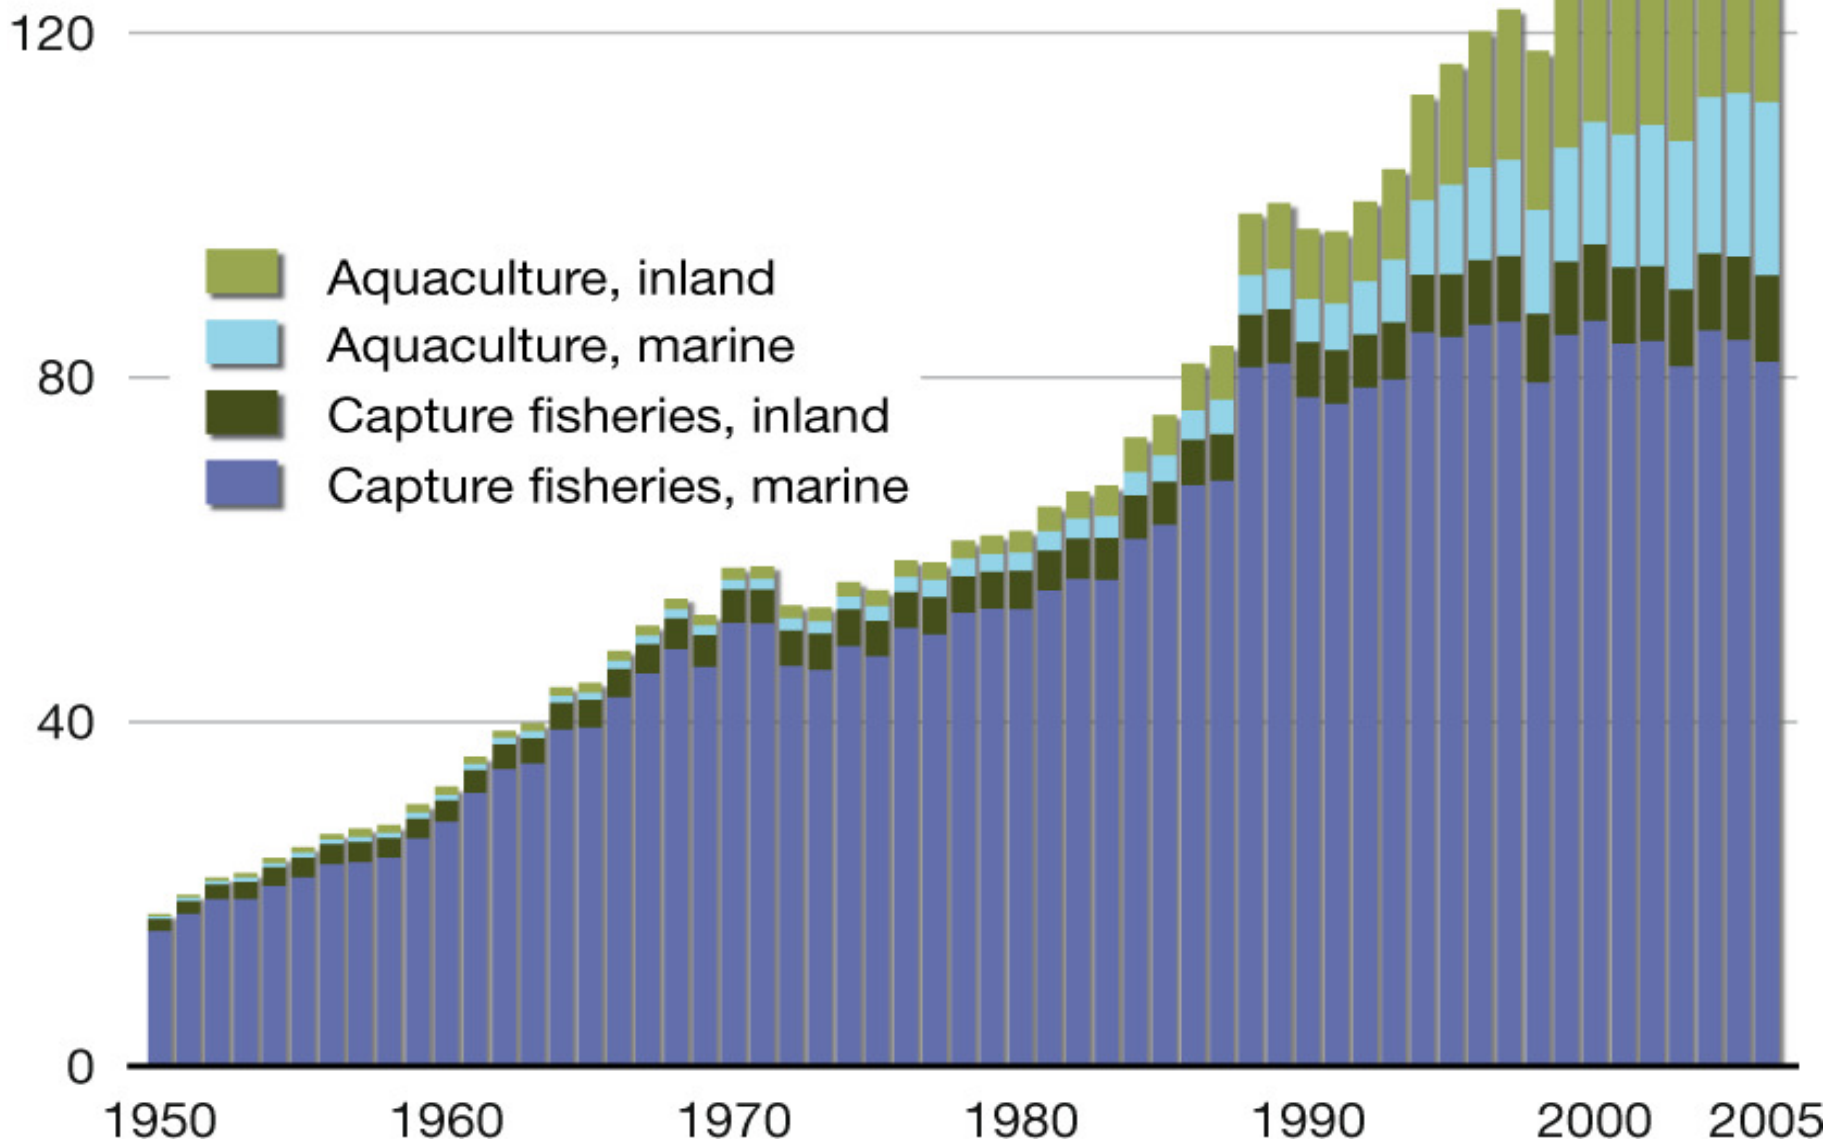 120
Aquaculture, inland
Aquaculture, marine
80
Capture fisheries, inland
Capture fisheries, marine
40
0
1950 1960 1970 1980 1990 2000 2005